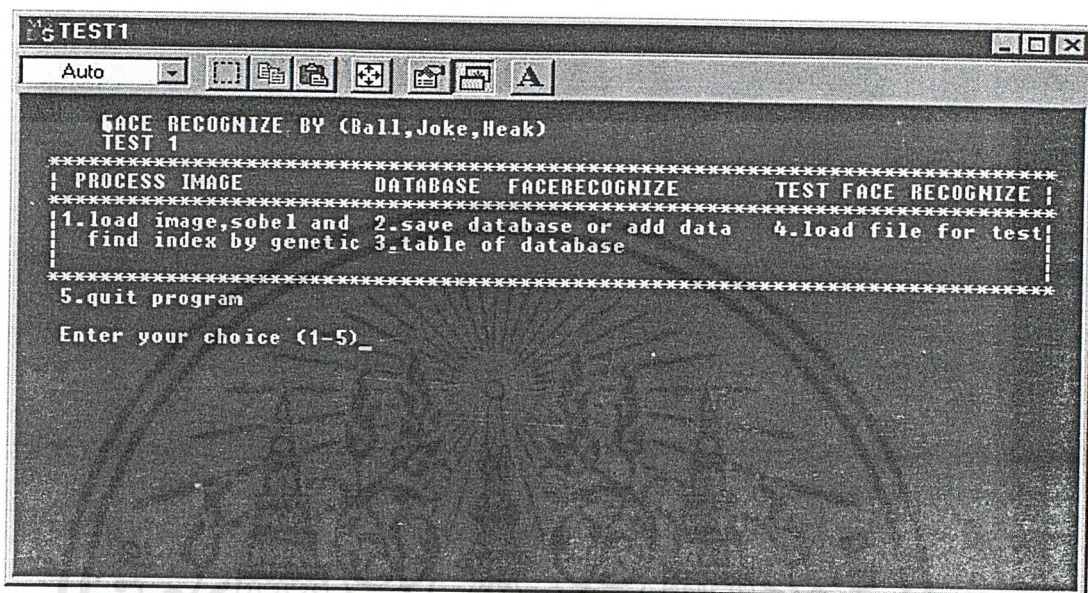 MS DOS TEST1
Auto A
FACE RECOGNIZE BY (Ball,Joke,Heak)
TEST 1
*******************************************************************************
| PROCESS IMAGE DATABASE FACERECOGNIZE TEST FACE RECOGNIZE |
*******************************************************************************
|1.load image,sobel and 2.save database or add data 4.load file for test|
| find index by genetic 3.table of database |
*******************************************************************************
5.quit program
Enter your choice (1-5)_